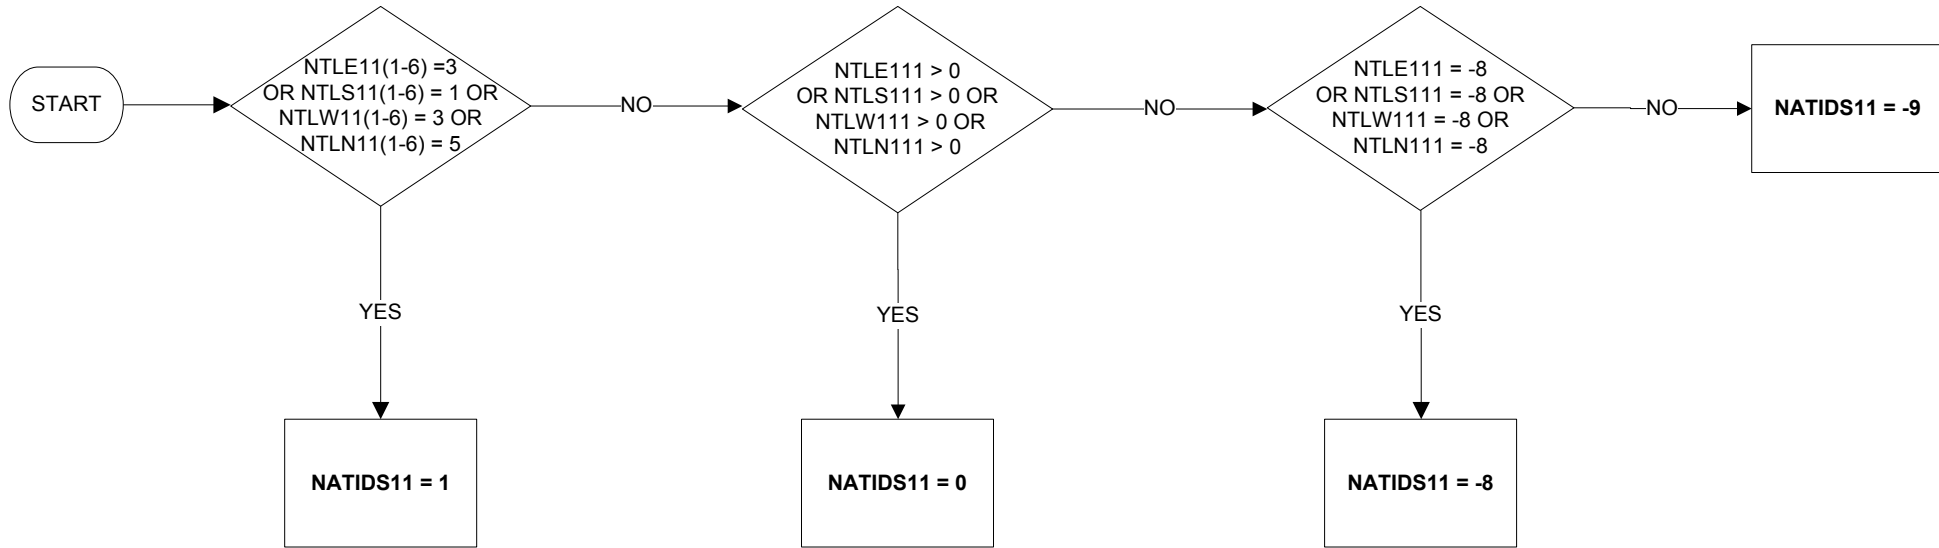 START
NTLE11(1-6) =3
OR NTLS11(1-6) = 1 OR
NTLW11(1-6) = 3 OR
NTLN11(1-6) = 5
NO
NTLE111 > 0
OR NTLS111 > 0 OR
NTLW111 > 0 OR
NTLN111 > 0
NO
NTLE111 = -8
OR NTLS111 = -8 OR
NTLW111 = -8 OR
NTLN111 = -8
NO
NATIDS11 = -9
YES
YES
YES
NATIDS11 = 1
NATIDS11 = 0
NATIDS11 = -8